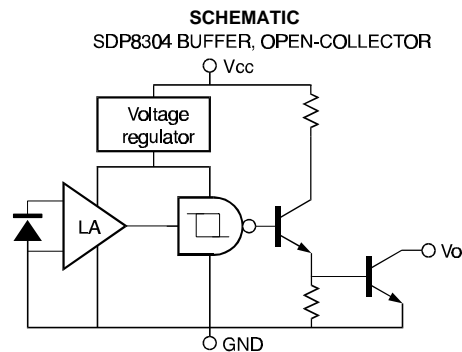 SCHEMATIC
SDP8304 BUFFER, OPEN-COLLECTOR
Vcc
Voltage
regulator
LA
Vo
GND